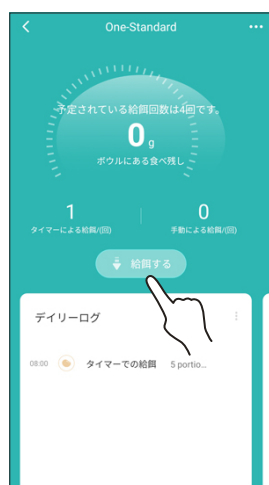 One-Standard
予定されている給餌回数は4回です。
0 g
ボウルにある食べ残し
1
0
タイマーによる給餌/(回)
手動による給餌/(回)
給餌する
デイリーログ
08:00 タイマーでの給餌 5 portio...